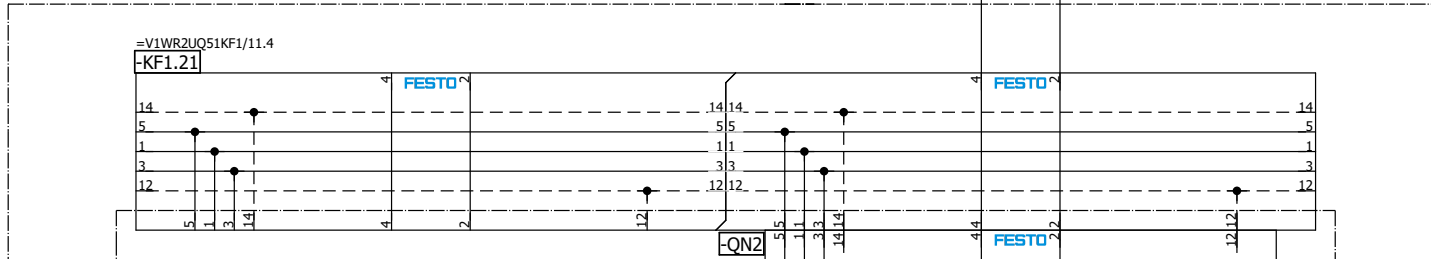 =V1WR2UQ51KF1/11.4
-KF1.21
4 FESTO 2 4 FESTO 2
14 14 14 14
5 5 5 5
1 1 1 1
3 3 3 3
12 12 12 12
5 1 3 14 4 2 12 5 5 1 1 3 3 14 14 4 4 FESTO 2 2 12 12
-QN2